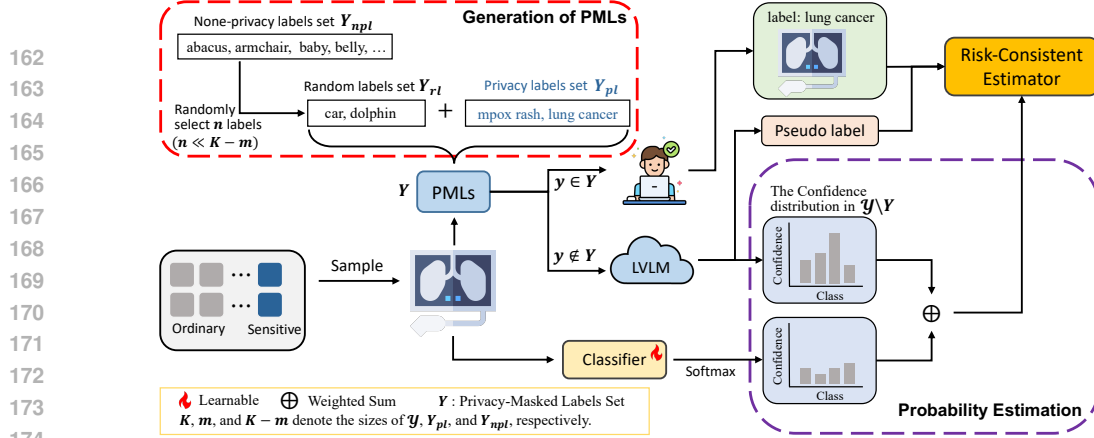 162
163
164
165
166
167
168
169
170
171
172
173
174
Generation of PMLs
None-privacy labels set Y_npl
abacus, armchair, baby, belly, …
Random labels set Y_rl
Privacy labels set Y_pl
Randomly
select n labels
(n ≪ K − m)
car, dolphin
+
mpox rash, lung cancer
label: lung cancer
Risk-Consistent
Estimator
Pseudo label
Y
PMLs
y ∈ Y
y ∉ Y
LVLM
The Confidence
distribution in 𝒴\Y
Confidence
Class
Sample
Ordinary
Sensitive
Classifier
Softmax
Confidence
Class
⊕
Probability Estimation
Learnable ⊕ Weighted Sum Y : Privacy-Masked Labels Set
K, m, and K − m denote the sizes of 𝒴, Y_pl, and Y_npl, respectively.